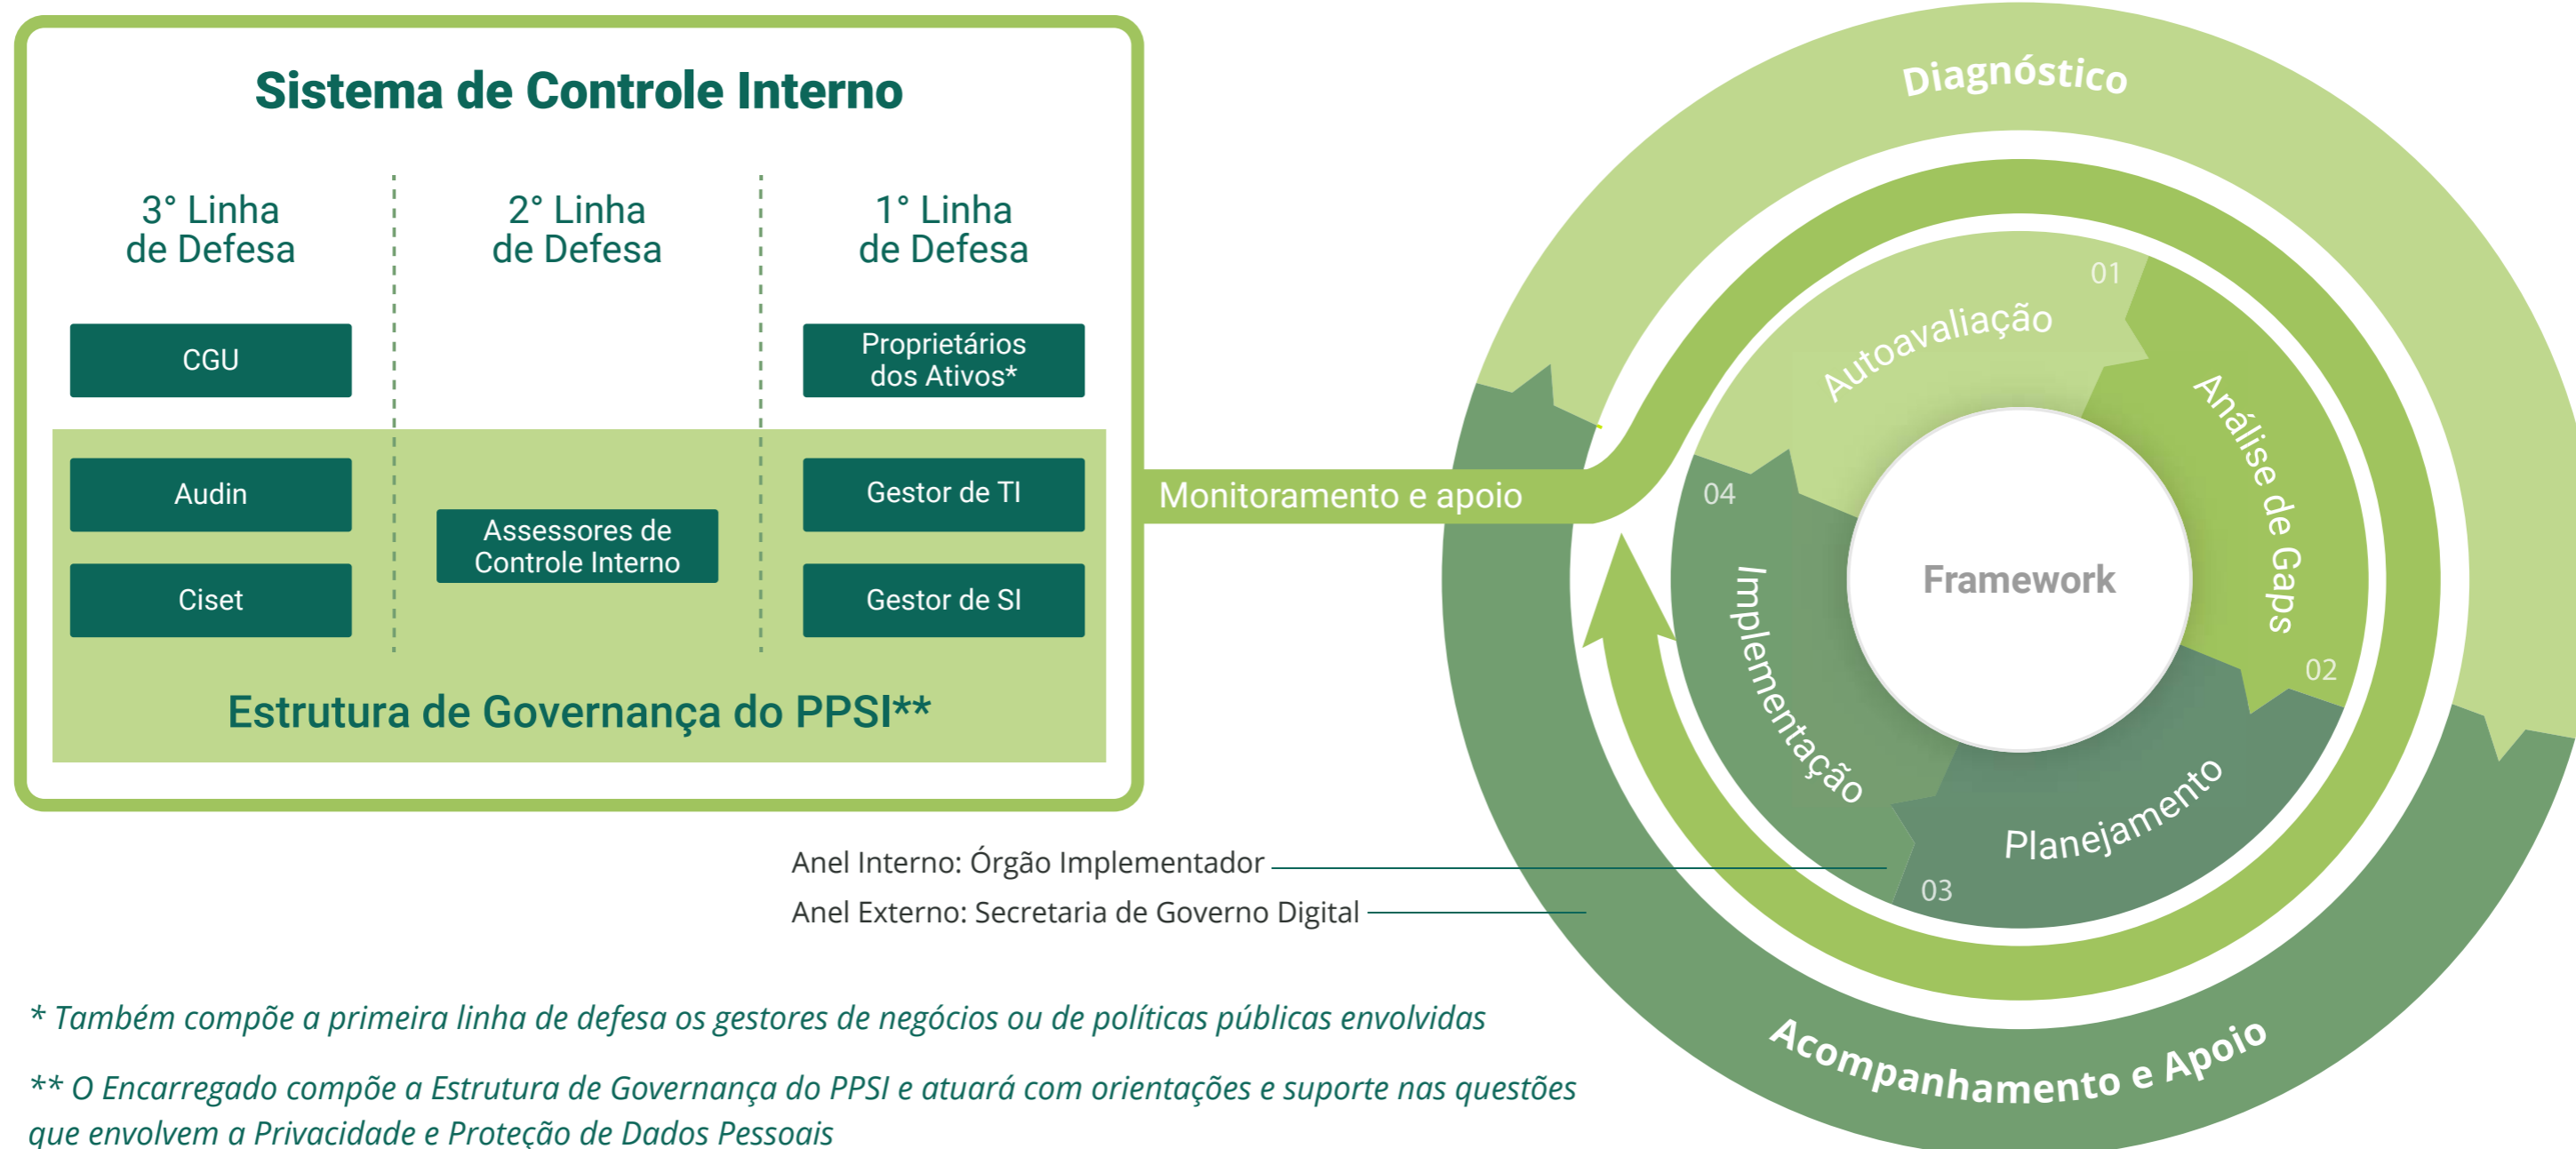 Sistema de Controle Interno
3° Linha
de Defesa
2° Linha
de Defesa
1° Linha
de Defesa
CGU
Proprietários
dos Ativos*
Audin
Assessores de
Controle Interno
Gestor de TI
Ciset
Gestor de SI
Estrutura de Governança do PPSI**
Monitoramento e apoio
Diagnóstico
01
Autoavaliação
Análise de Gaps
02
Framework
04
Implementação
Planejamento
03
Acompanhamento e Apoio
Anel Interno: Órgão Implementador
Anel Externo: Secretaria de Governo Digital
* Também compõe a primeira linha de defesa os gestores de negócios ou de políticas públicas envolvidas
** O Encarregado compõe a Estrutura de Governança do PPSI e atuará com orientações e suporte nas questões
que envolvem a Privacidade e Proteção de Dados Pessoais